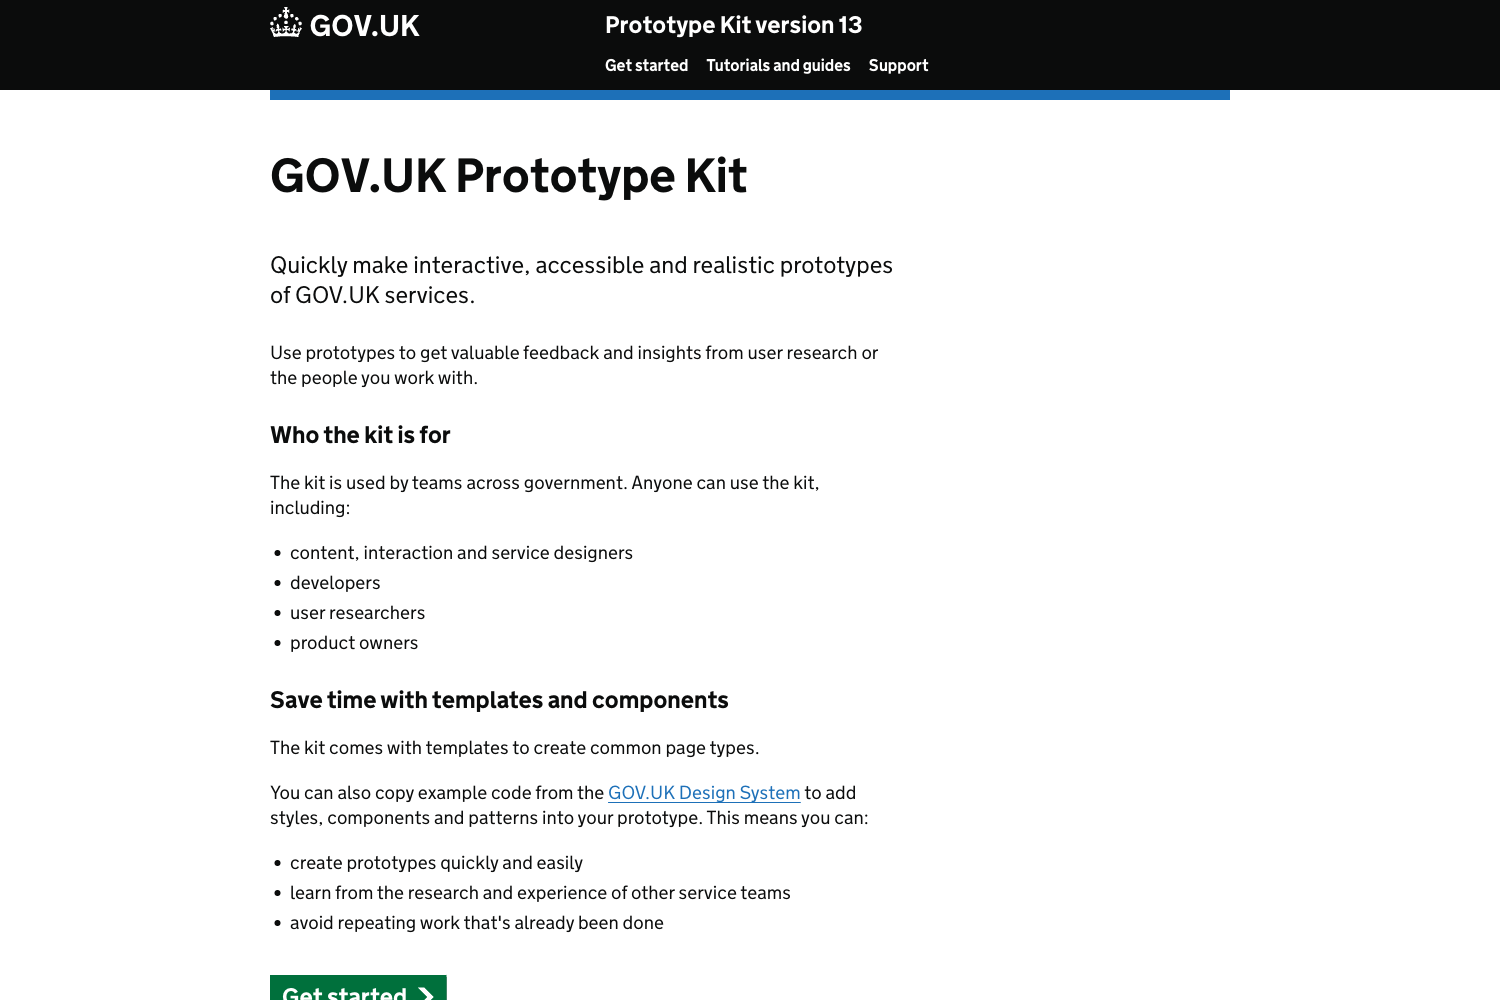 GOV.UK
Prototype Kit version 13
Get started
Tutorials and guides
Support
GOV.UK Prototype Kit
Quickly make interactive, accessible and realistic prototypes
of GOV.UK services.
Use prototypes to get valuable feedback and insights from user research or
the people you work with.
Who the kit is for
The kit is used by teams across government. Anyone can use the kit,
including:
• content, interaction and service designers
• developers
• user researchers
• product owners
Save time with templates and components
The kit comes with templates to create common page types.
You can also copy example code from the GOV.UK Design System to add
styles, components and patterns into your prototype. This means you can:
• create prototypes quickly and easily
• learn from the research and experience of other service teams
• avoid repeating work that's already been done
Get started